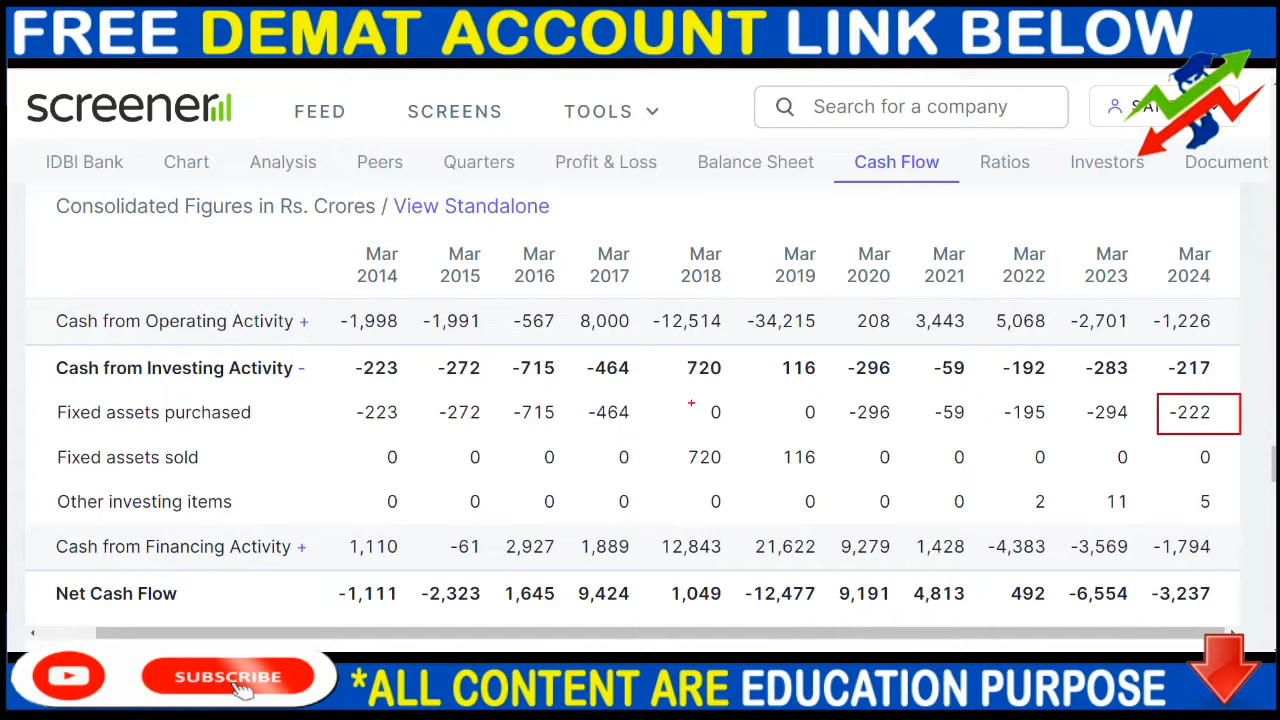 FREE DEMAT ACCOUNT LINK BELOW
screener FEED SCREENS TOOLS Search for a company
IDBI Bank Chart Analysis Peers Quarters Profit & Loss Balance Sheet Cash Flow Ratios Investors Document
Consolidated Figures in Rs. Crores / View Standalone
Mar Mar Mar Mar Mar Mar Mar Mar Mar Mar Mar
2014 2015 2016 2017 2018 2019 2020 2021 2022 2023 2024
Cash from Operating Activity + -1,998 -1,991 -567 8,000 -12,514 -34,215 208 3,443 5,068 -2,701 -1,226
Cash from Investing Activity - -223 -272 -715 -464 720 116 -296 -59 -192 -283 -217
Fixed assets purchased -223 -272 -715 -464 0 0 -296 -59 -195 -294 -222
Fixed assets sold 0 0 0 0 720 116 0 0 0 0 0
Other investing items 0 0 0 0 0 0 0 0 2 11 5
Cash from Financing Activity + 1,110 -61 2,927 1,889 12,843 21,622 9,279 1,428 -4,383 -3,569 -1,794
Net Cash Flow -1,111 -2,323 1,645 9,424 1,049 -12,477 9,191 4,813 492 -6,554 -3,237
SUBSCRIBE
*ALL CONTENT ARE EDUCATION PURPOSE